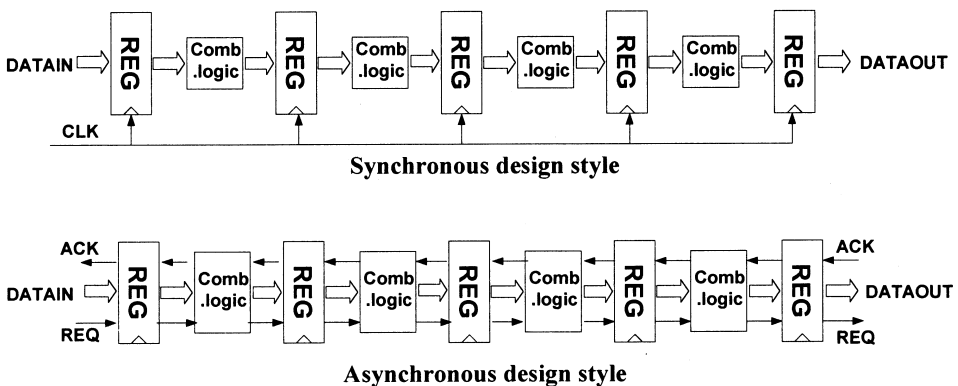 DATAIN
REG
Comb
.logic
REG
Comb
.logic
REG
Comb
.logic
REG
Comb
.logic
REG
DATAOUT
CLK
Synchronous design style
ACK
DATAIN
REQ
REG
Comb
.logic
REG
Comb
.logic
REG
Comb
.logic
REG
Comb
.logic
REG
ACK
DATAOUT
REQ
Asynchronous design style